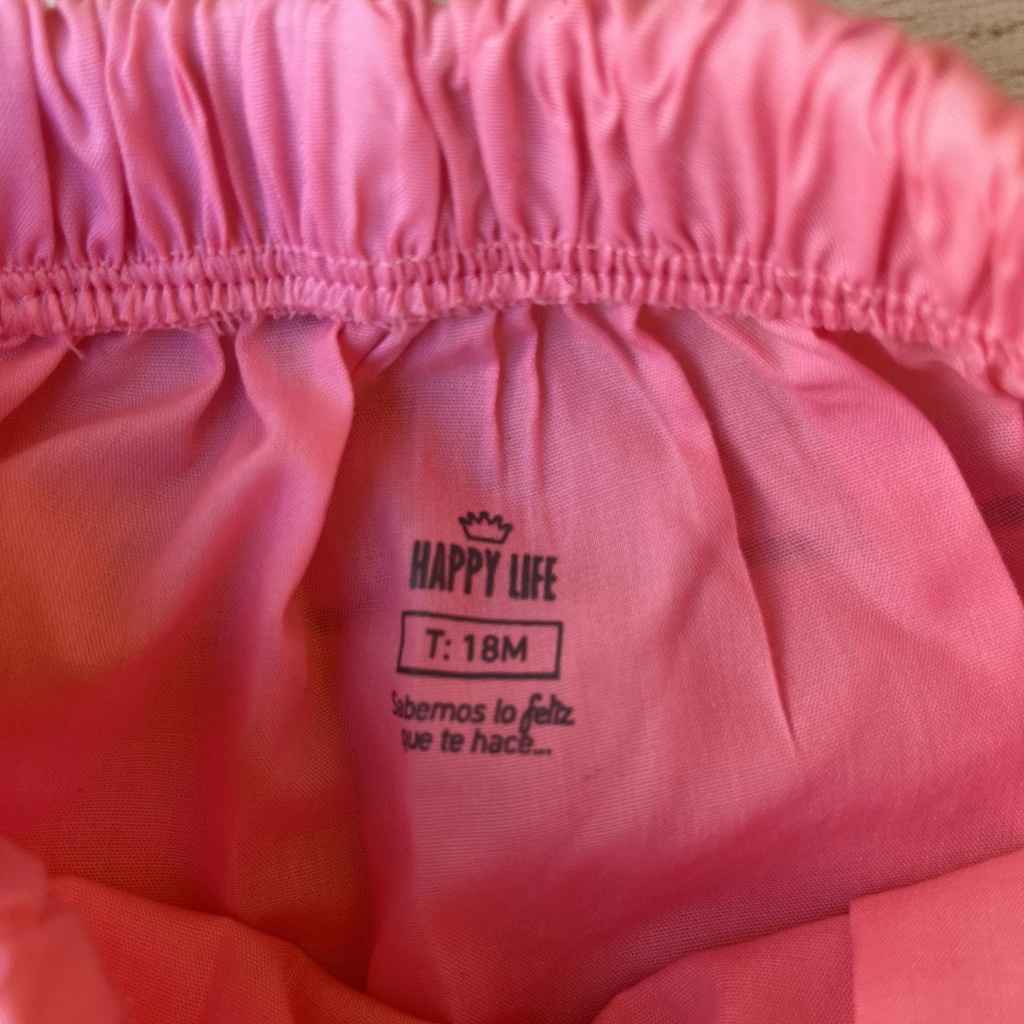 HAPPY LIFE
T: 18M
Sabemos lo feliz
que te hace...